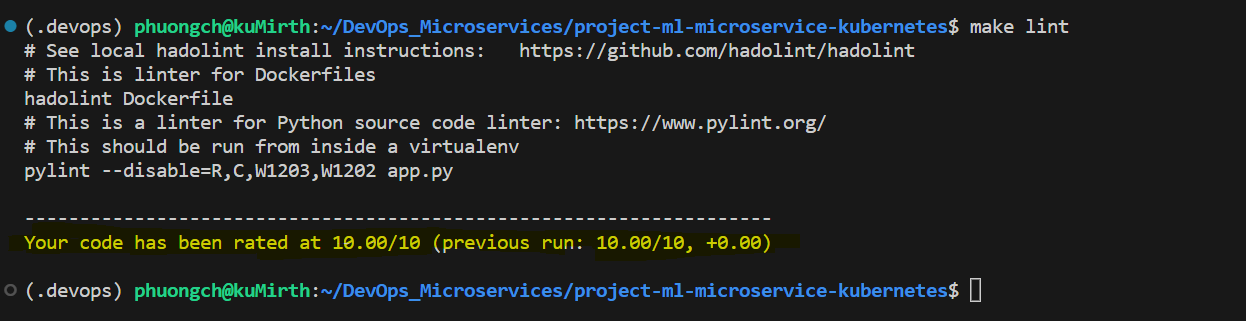 (.devops) phuongch@kuMirth:~/DevOps_Microservices/project-ml-microservice-kubernetes$ make lint
# See local hadolint install instructions:   https://github.com/hadolint/hadolint
# This is linter for Dockerfiles
hadolint Dockerfile
# This is a linter for Python source code linter: https://www.pylint.org/
# This should be run from inside a virtualenv
pylint --disable=R,C,W1203,W1202 app.py
--------------------------------------------------------------------
Your code has been rated at 10.00/10 (previous run: 10.00/10, +0.00)
(.devops) phuongch@kuMirth:~/DevOps_Microservices/project-ml-microservice-kubernetes$